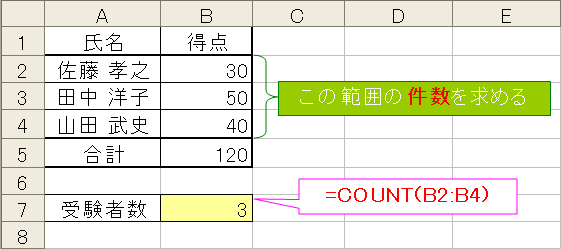 A B C D E
1 氏名 得点
2 佐藤 孝之 30
3 田中 洋子 50
この範囲の件数を求める
4 山田 武史 40
5 合計 120
6
=COUNT(B2:B4)
7 受験者数 3
8